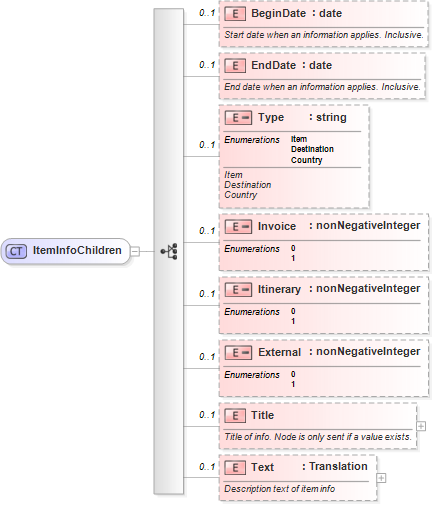 0..1 E BeginDate : date
Start date when an information applies. Inclusive.
0..1 E EndDate : date
End date when an information applies. Inclusive.
0..1 E Type : string
Enumerations Item
Destination
Country
Item
Destination
Country
0..1 E Invoice : nonNegativeInteger
Enumerations 0
1
CT ItemInfoChildren
0..1 E Itinerary : nonNegativeInteger
Enumerations 0
1
0..1 E External : nonNegativeInteger
Enumerations 0
1
0..1 E Title
Title of info. Node is only sent if a value exists.
0..1 E Text : Translation
Description text of item info